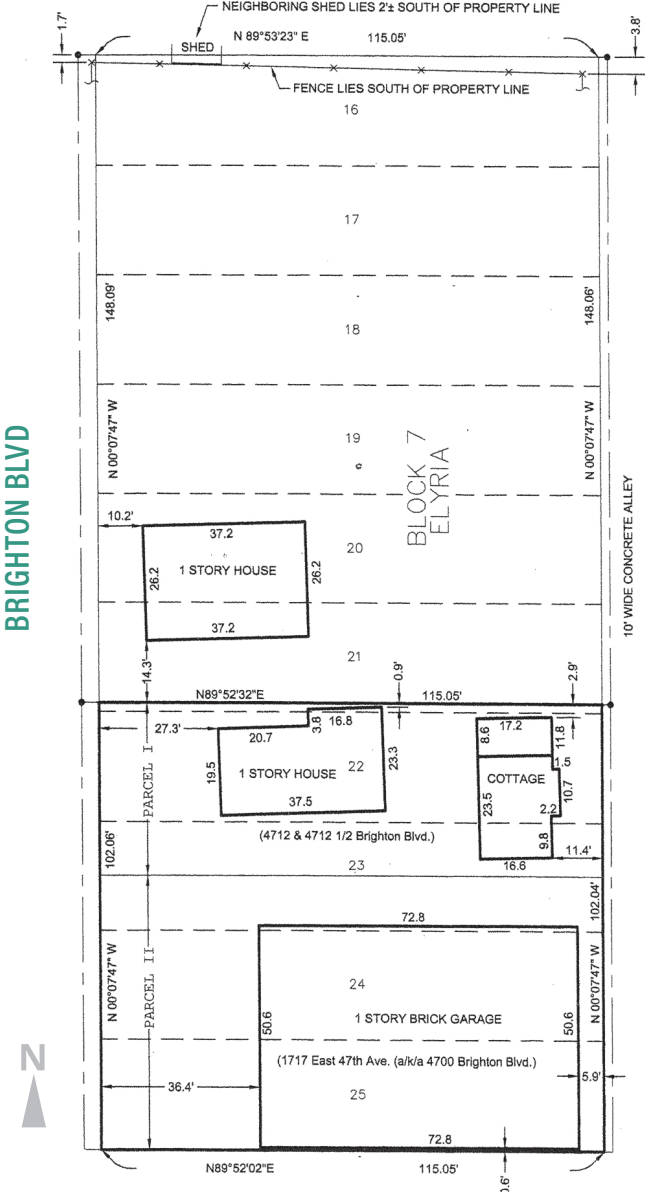 NEIGHBORING SHED LIES 2'± SOUTH OF PROPERTY LINE
1.7'
N 89°53'23" E 115.05'
3.8'
SHED
FENCE LIES SOUTH OF PROPERTY LINE
16
17
148.09'
148.06'
18
19
N 00°07'47" W
N 00°07'47" W
BLOCK 7
ELYRIA
BRIGHTON BLVD
10' WIDE CONCRETE ALLEY
10.2'
37.2
20
26.2
1 STORY HOUSE
26.2
37.2
21
14.3'
0.9'
2.9'
N89°52'32"E 115.05'
27.3'
20.7
3.8
16.8
17.2
8.6
11.8
PARCEL I
19.5
1 STORY HOUSE
22
23.3
1.5
COTTAGE
10.7
37.5
23.5
2.2
(4712 & 4712 1/2 Brighton Blvd.)
9.8
102.06'
23
16.6
11.4'
102.04'
72.8
N 00°07'47" W
PARCEL II
24
50.6
1 STORY BRICK GARAGE
50.6
N 00°07'47" W
N
(1717 East 47th Ave. (a/k/a 4700 Brighton Blvd.)
36.4'
25
5.9'
72.8
N89°52'02"E 115.05'
0.6'